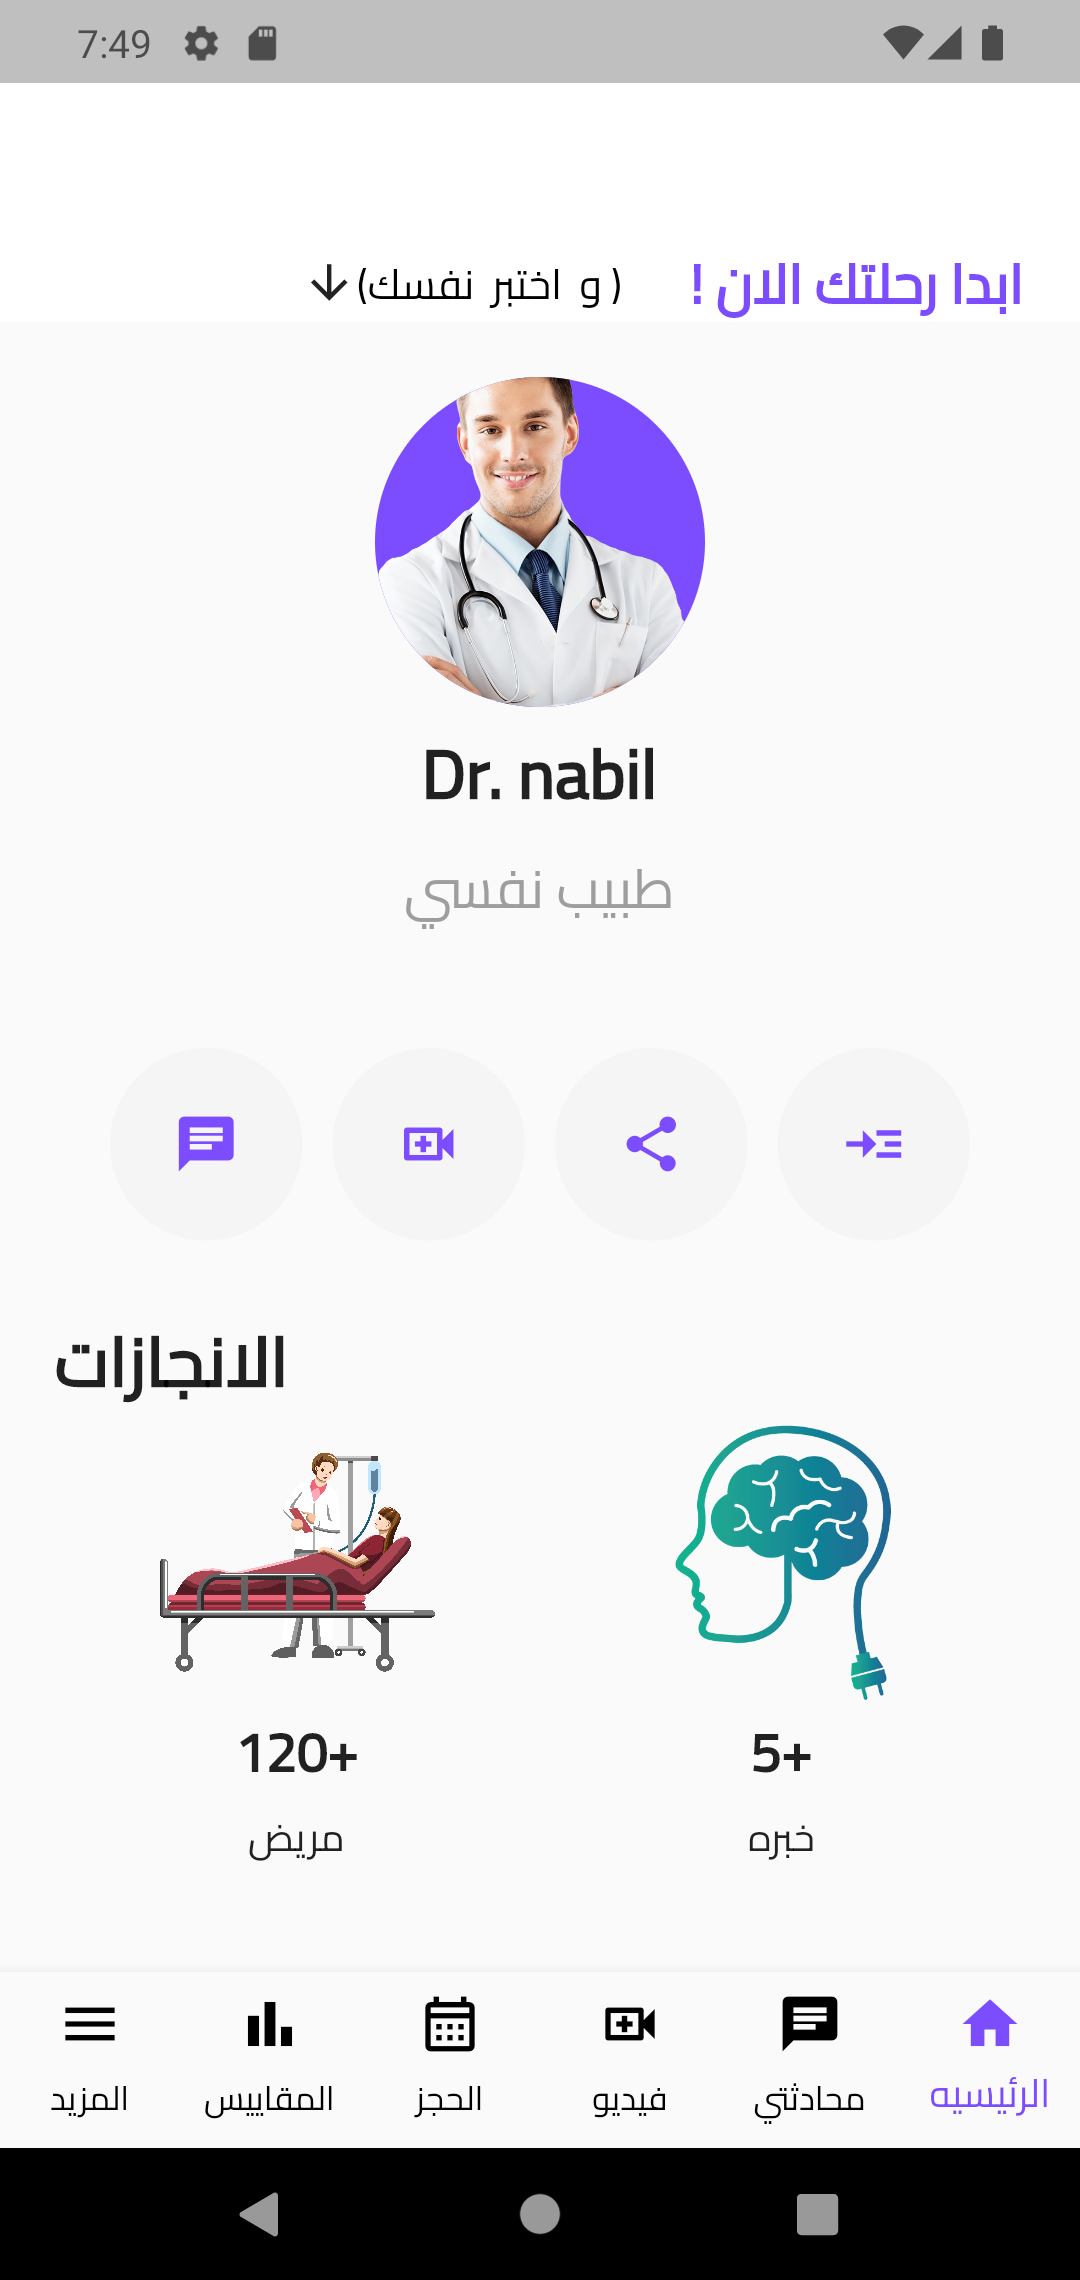 7:49
ابدا رحلتك الان !
( و اختبر نفسك)
Dr. nabil
طبيب نفسي
الانجازات
120+
5+
مريض
خبره
الرئيسيه
محادثتي
فيديو
الحجز
المقاييس
المزيد